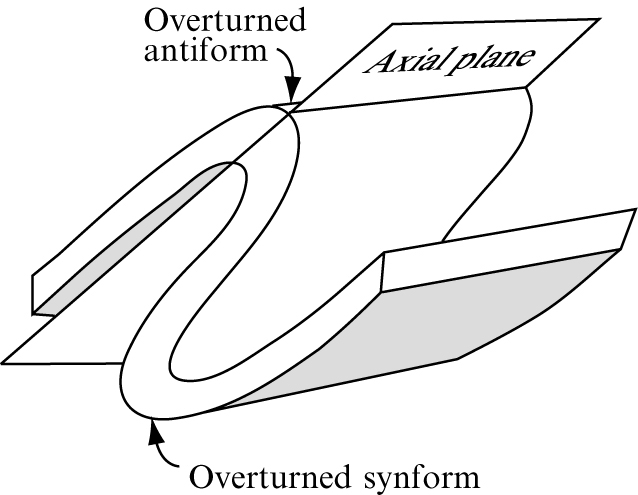 Overturned
antiform
Axial plane
Overturned synform